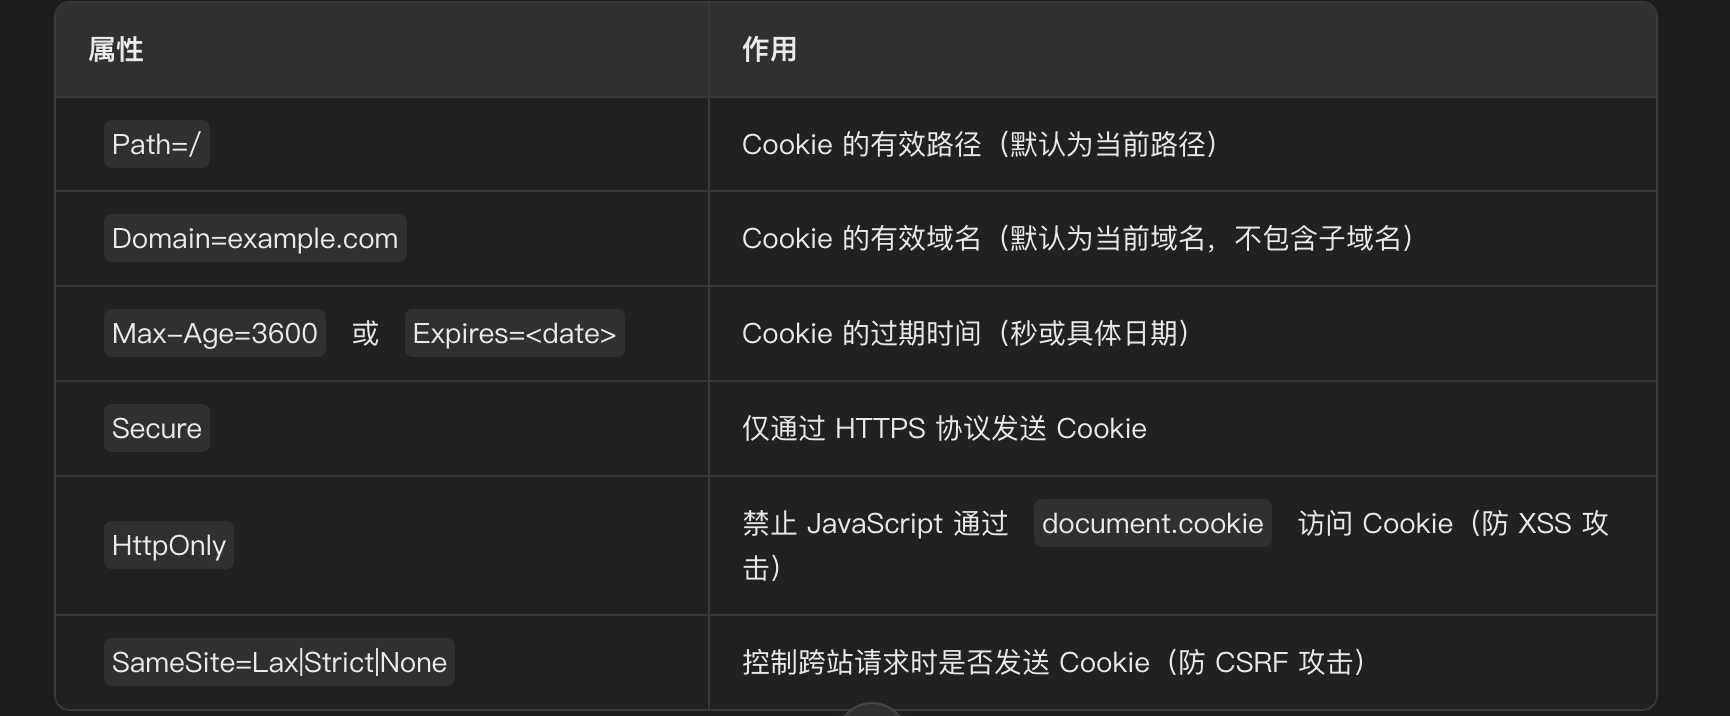 属性 作用
Path=/ Cookie 的有效路径（默认为当前路径）
Domain=example.com Cookie 的有效域名（默认为当前域名，不包含子域名）
Max-Age=3600 或 Expires=<date> Cookie 的过期时间（秒或具体日期）
Secure 仅通过 HTTPS 协议发送 Cookie
HttpOnly 禁止 JavaScript 通过 document.cookie 访问 Cookie（防 XSS 攻
击）
SameSite=Lax|Strict|None 控制跨站请求时是否发送 Cookie（防 CSRF 攻击）